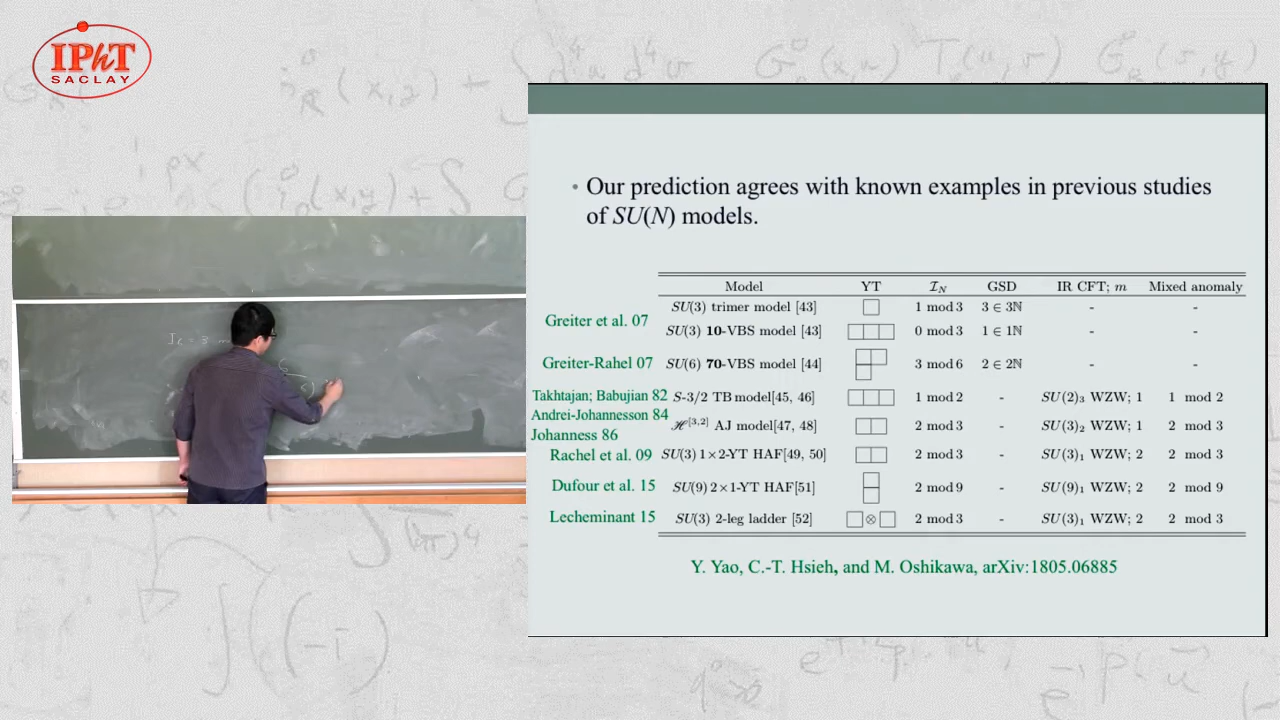 IPhT
SACLAY
• Our prediction agrees with known examples in previous studies
of SU(N) models.
Model YT 𝓘_N GSD IR CFT; m Mixed anomaly
Greiter et al. 07 SU(3) trimer model [43] 1 mod 3 3 ∈ 3ℕ - -
SU(3) 10-VBS model [43] 0 mod 3 1 ∈ 1ℕ - -
Greiter-Rahel 07 SU(6) 70-VBS model [44] 3 mod 6 2 ∈ 2ℕ - -
Takhtajan; Babujian 82 S-3/2 TB model[45, 46] 1 mod 2 - SU(2)₃ WZW; 1 1 mod 2
Andrei-Johannesson 84
Johanness 86 ℋ^[3,2] AJ model[47, 48] 2 mod 3 - SU(3)₂ WZW; 1 2 mod 3
Rachel et al. 09 SU(3) 1×2-YT HAF[49, 50] 2 mod 3 - SU(3)₁ WZW; 2 2 mod 3
Dufour et al. 15 SU(9) 2×1-YT HAF[51] 2 mod 9 - SU(9)₁ WZW; 2 2 mod 9
Lecheminant 15 SU(3) 2-leg ladder [52] ⊗ 2 mod 3 - SU(3)₁ WZW; 2 2 mod 3
Y. Yao, C.-T. Hsieh, and M. Oshikawa, arXiv:1805.06885